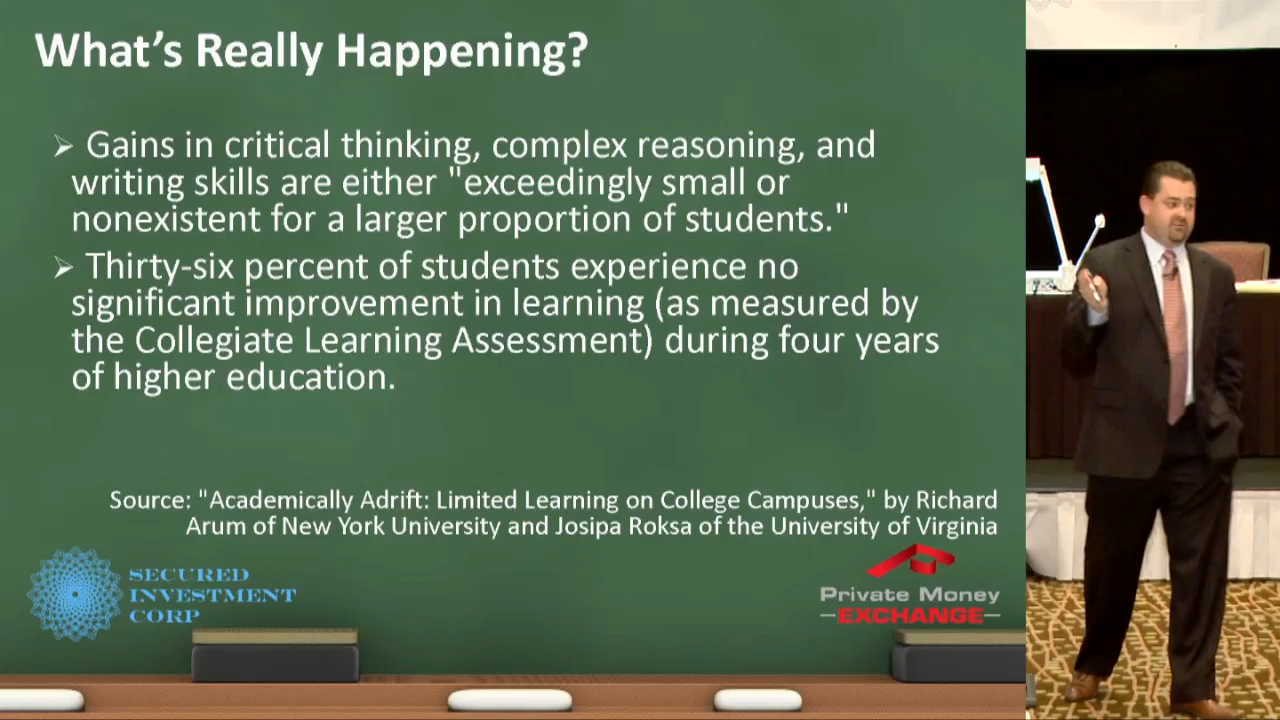 What's Really Happening?
➢ Gains in critical thinking, complex reasoning, and
writing skills are either "exceedingly small or
nonexistent for a larger proportion of students."
➢ Thirty-six percent of students experience no
significant improvement in learning (as measured by
the Collegiate Learning Assessment) during four years
of higher education.
Source: "Academically Adrift: Limited Learning on College Campuses," by Richard
Arum of New York University and Josipa Roksa of the University of Virginia
SECURED
INVESTMENT
CORP
Private Money
EXCHANGE